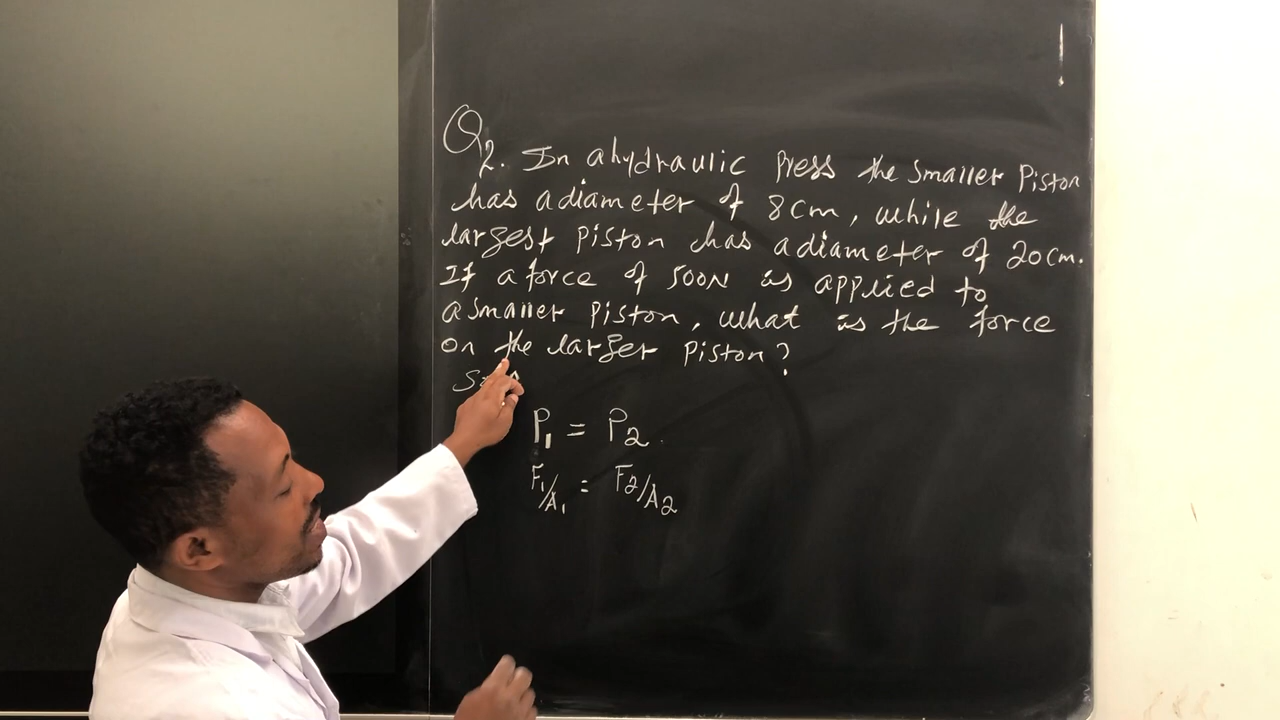 Q2. In a hydraulic press the smaller piston
has a diameter of 8cm, while the
largest piston has a diameter of 20cm.
If a force of 500N is applied to
a smaller piston, what is the force
on the larger piston?
P1 = P2.
F1/A1 = F2/A2